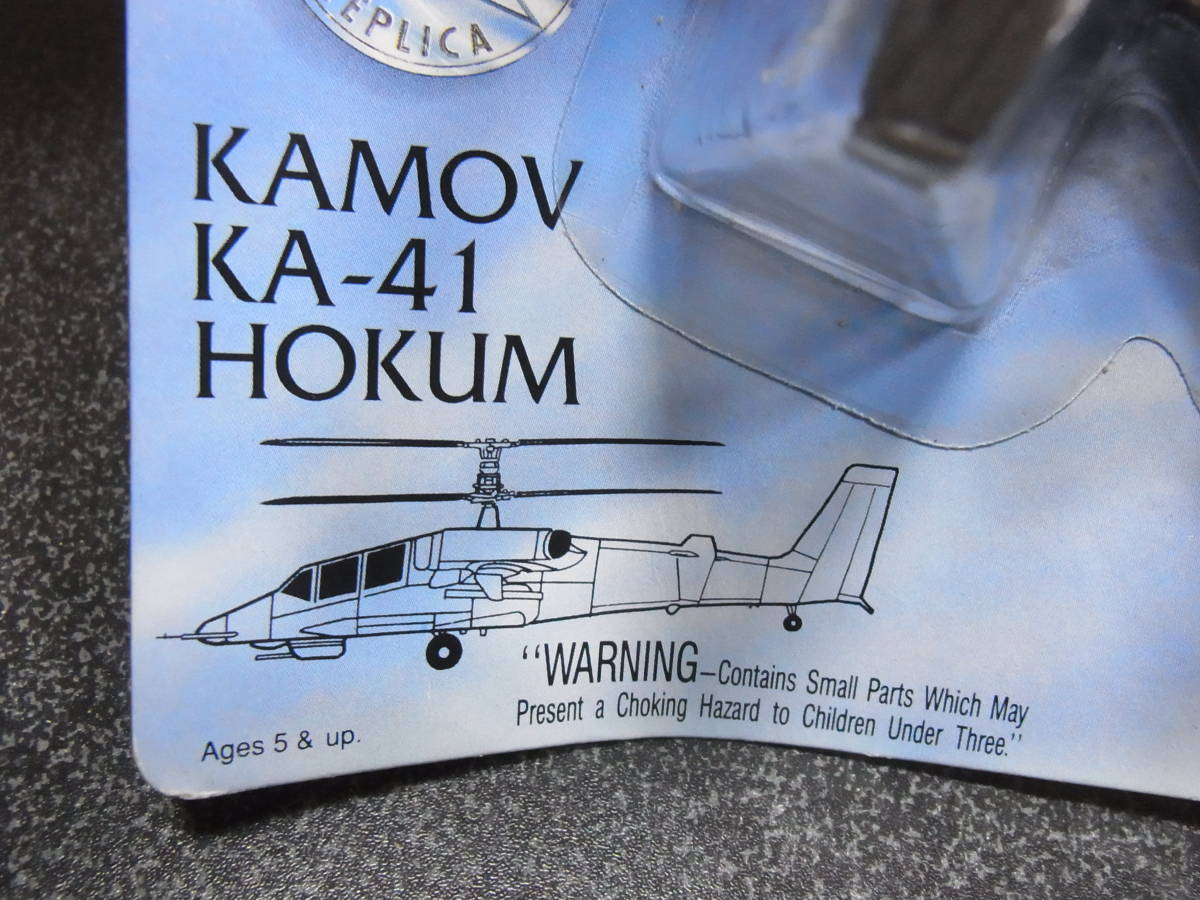 REPLICA
KAMOV
KA-41
HOKUM
“WARNING–Contains Small Parts Which May
Present a Choking Hazard to Children Under Three.”
Ages 5 & up.